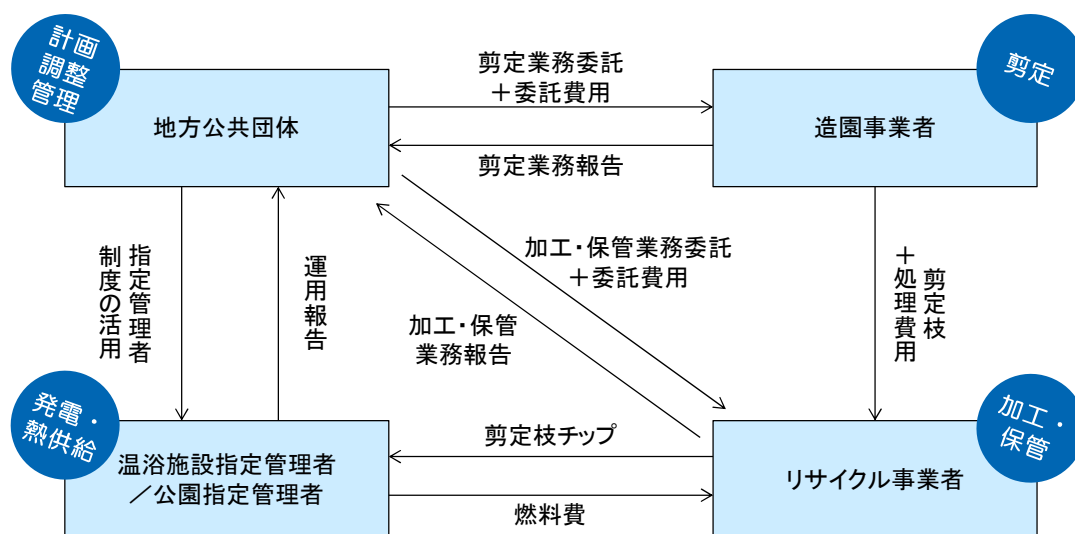 計画
調整
管理
地方公共団体
剪定業務委託
＋委託費用
剪定業務報告
剪定
造園事業者
指定管理者
制度の活用
運用報告
加工・保管業務委託
＋委託費用
加工・保管
業務報告
剪定枝
＋処理費用
発電・
熱供給
温浴施設指定管理者
／公園指定管理者
剪定枝チップ
燃料費
加工・
保管
リサイクル事業者